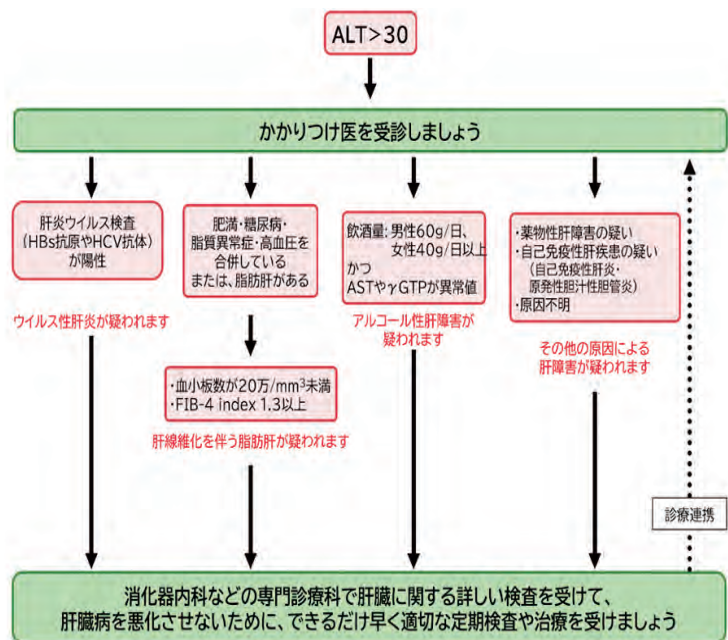 ALT>30
かかりつけ医を受診しましょう
肝炎ウイルス検査
(HBs抗原やHCV抗体)
が陽性
ウイルス性肝炎が疑われます
肥満・糖尿病・
脂質異常症・高血圧を
合併している
または、脂肪肝がある
・血小板数が20万/mm³未満
・FIB-4 index 1.3以上
肝線維化を伴う脂肪肝が疑われます
飲酒量: 男性60g/日、
女性40g/日以上
かつ
ASTやγGTPが異常値
アルコール性肝障害が
疑われます
・薬物性肝障害の疑い
・自己免疫性肝疾患の疑い
(自己免疫性肝炎・
原発性胆汁性胆管炎)
・原因不明
その他の原因による
肝障害が疑われます
診療連携
消化器内科などの専門診療科で肝臓に関する詳しい検査を受けて、
肝臓病を悪化させないために、できるだけ早く適切な定期検査や治療を受けましょう